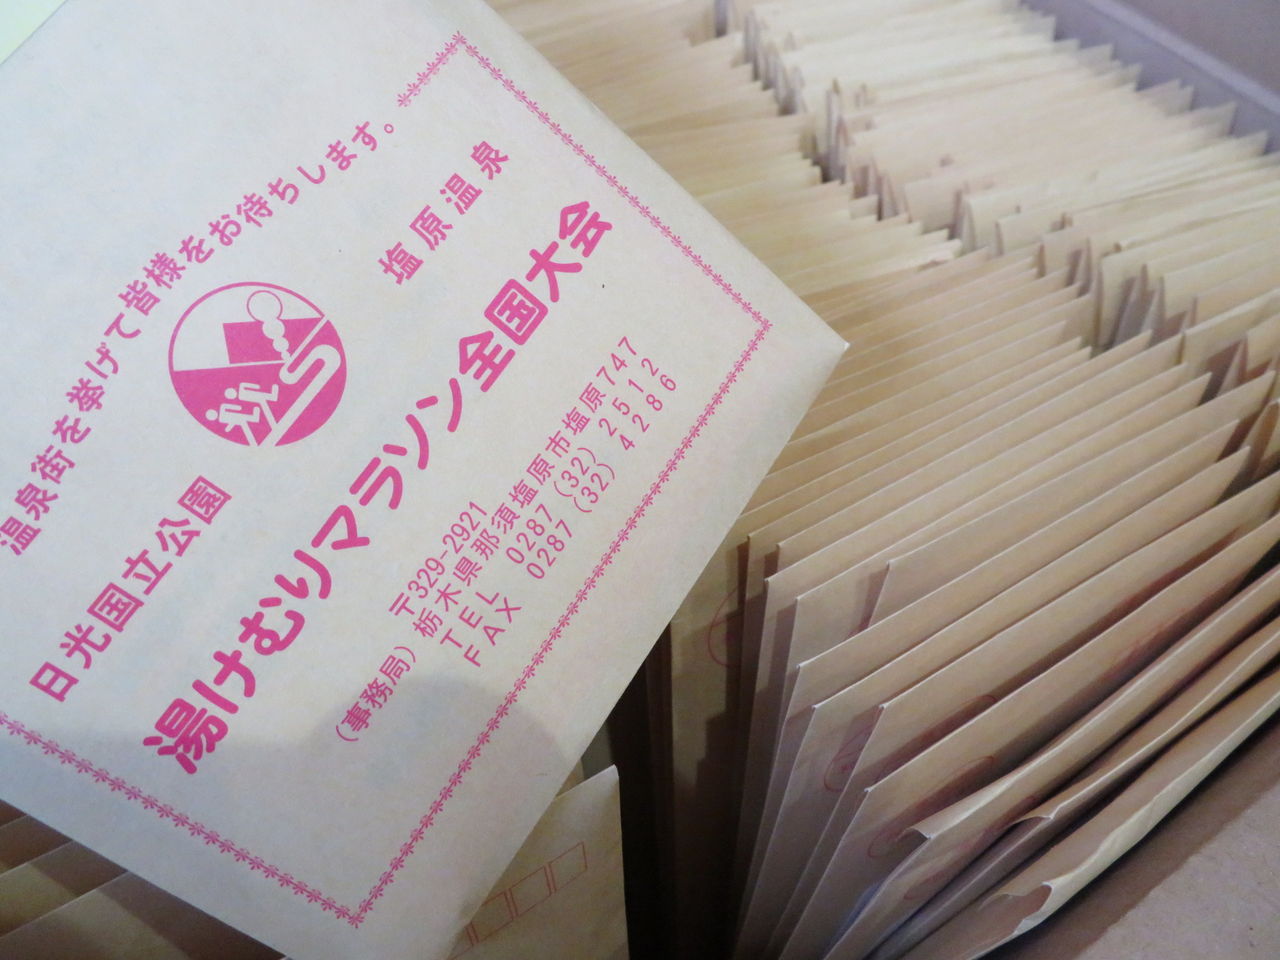 温泉街を挙げて皆様をお待ちします。
日光国立公園
塩原温泉
湯けむりマラソン全国大会
〒329-2921
(事務局)栃木県那須塩原市塩原747
TEL 0287 (32) 2512
FAX 0287 (32) 4286